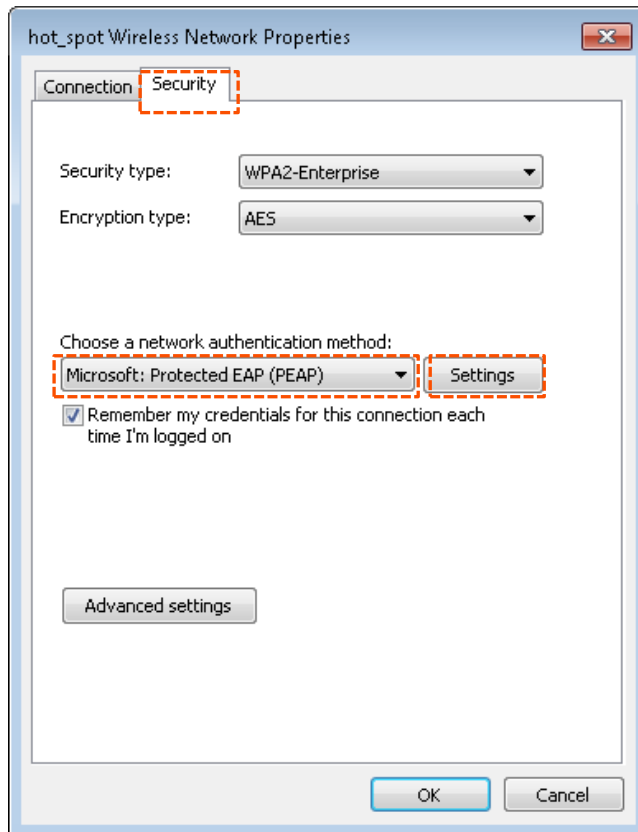 hot_spot Wireless Network Properties
Connection Security
Security type: WPA2-Enterprise
Encryption type: AES
Choose a network authentication method:
Microsoft: Protected EAP (PEAP) Settings
Remember my credentials for this connection each
time I'm logged on
Advanced settings
OK Cancel